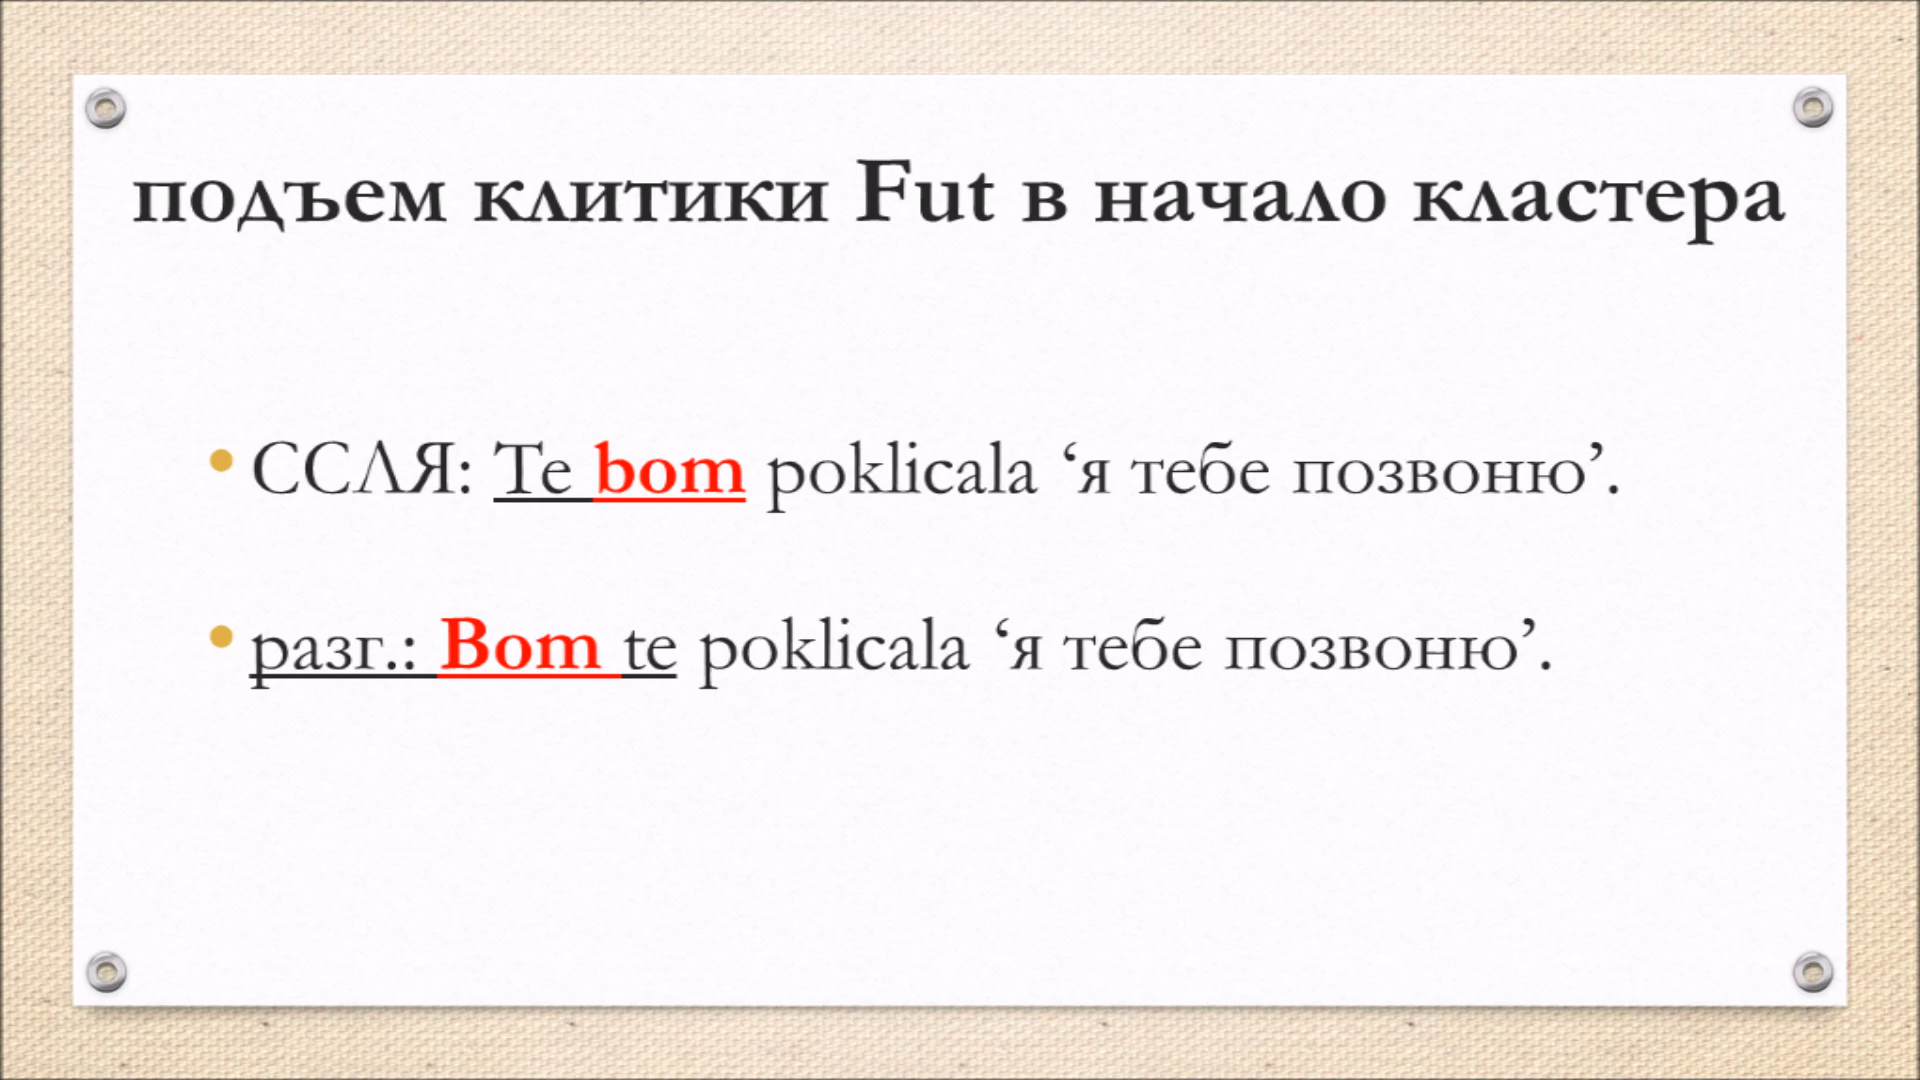 подъем клитики Fut в начало кластера
• ССЛЯ: Te bom poklicala ‘я тебе позвоню’.
• разг.: Bom te poklicala ‘я тебе позвоню’.